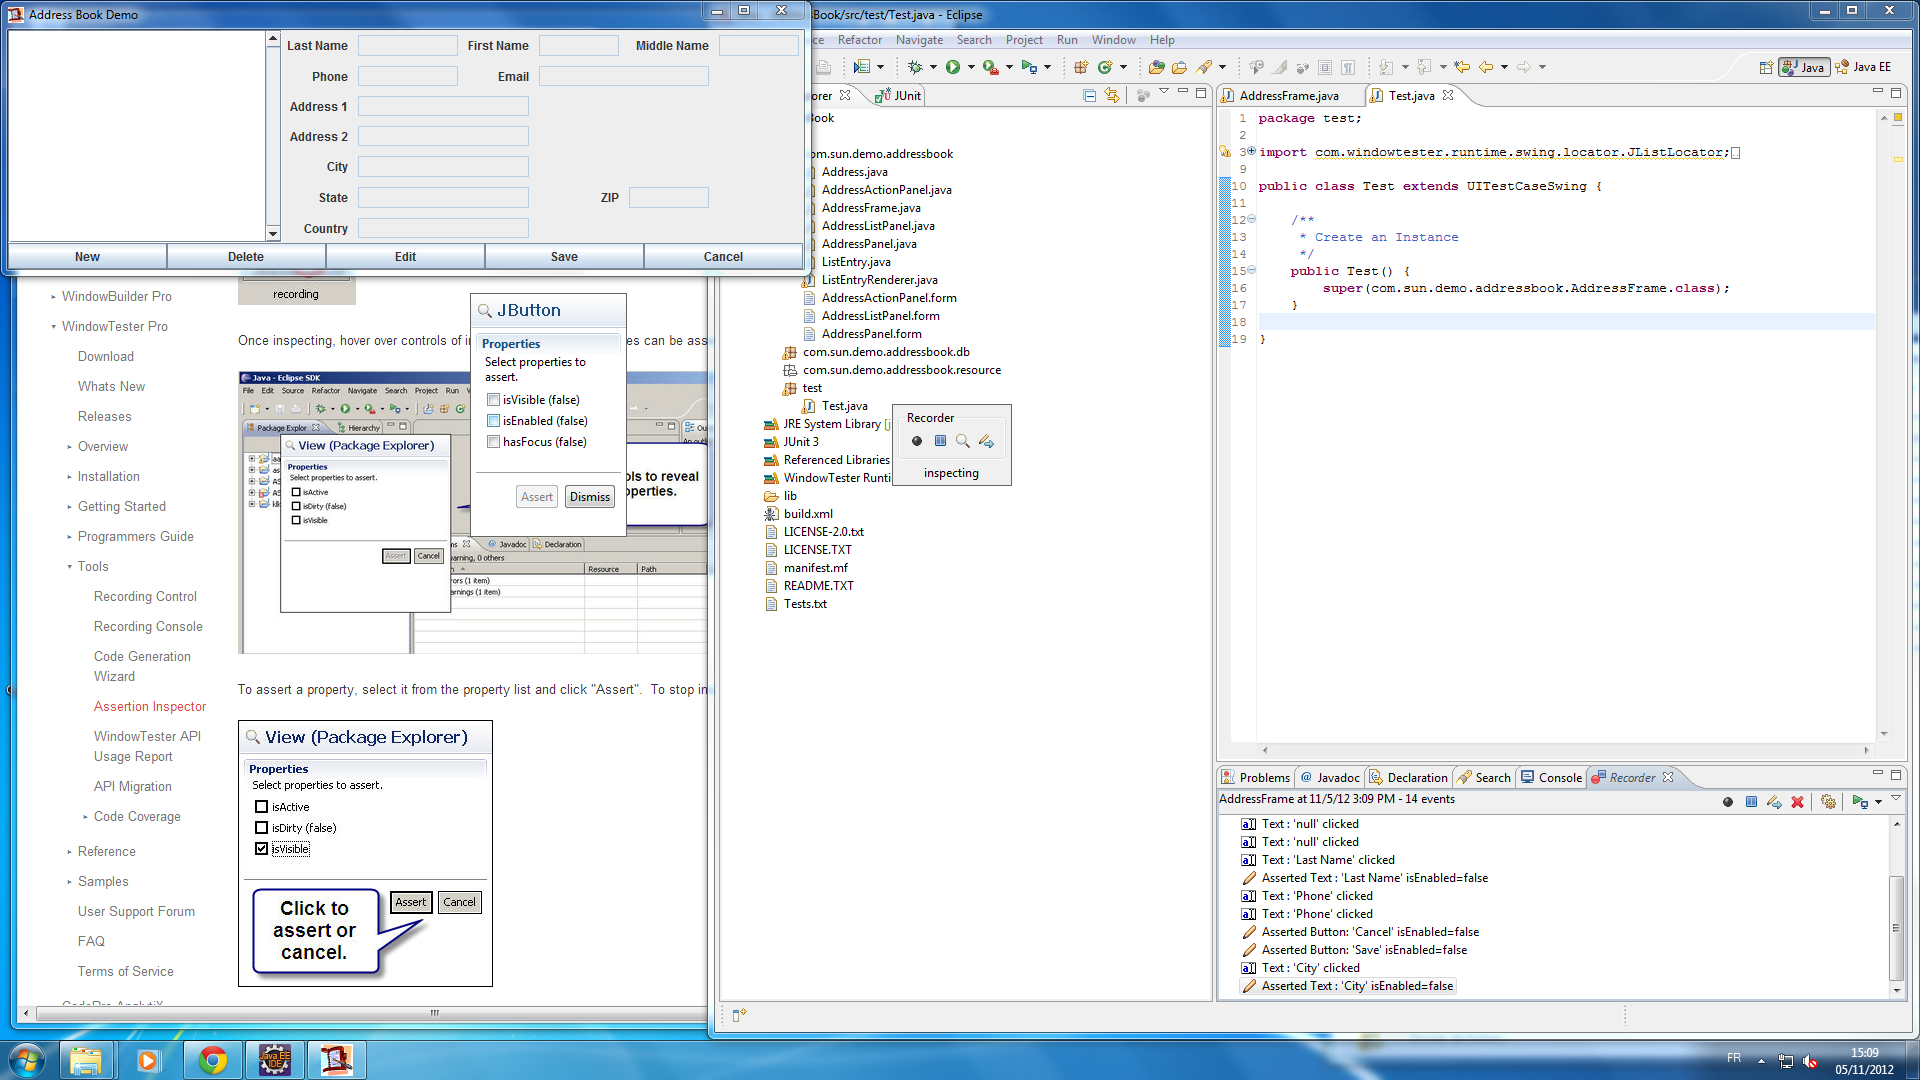 Address Book Demo
Last Name
First Name
Middle Name
Phone
Email
Address 1
Address 2
City
State
ZIP
Country
New
Delete
Edit
Save
Cancel
WindowBuilder Pro
WindowTester Pro
Download
Whats New
Releases
Overview
Installation
Getting Started
Programmers Guide
Tools
Recording Control
Recording Console
Code Generation
Wizard
Assertion Inspector
WindowTester API
Usage Report
API Migration
Code Coverage
Reference
Samples
User Support Forum
FAQ
Terms of Service
recording
Once inspecting, hover over controls of in
es can be ass
Java - Eclipse SDK
File Edit Source Refactor Navigate Search Project Run
Package Explor
Hierarchy
View (Package Explorer)
Properties
Select properties to assert.
isActive
isDirty (false)
isVisible
Assert Cancel
ols to reveal
operties.
Javadoc Declaration
arning, 0 others
Resource Path
rors (1 item)
arnings (1 item)
JButton
Properties
Select properties to
assert.
isVisible (false)
isEnabled (false)
hasFocus (false)
Assert Dismiss
To assert a property, select it from the property list and click "Assert". To stop in
View (Package Explorer)
Properties
Select properties to assert.
isActive
isDirty (false)
isVisible
Assert Cancel
Click to
assert or
cancel.
Book/src/test/Test.java - Eclipse
ce Refactor Navigate Search Project Run Window Help
Java Java EE
orer JUnit
Book
om.sun.demo.addressbook
Address.java
AddressActionPanel.java
AddressFrame.java
AddressListPanel.java
AddressPanel.java
ListEntry.java
ListEntryRenderer.java
AddressActionPanel.form
AddressListPanel.form
AddressPanel.form
com.sun.demo.addressbook.db
com.sun.demo.addressbook.resource
test
Test.java
JRE System Library [j
JUnit 3
Referenced Libraries
WindowTester Runti
lib
build.xml
LICENSE-2.0.txt
LICENSE.TXT
manifest.mf
README.TXT
Tests.txt
Recorder
inspecting
AddressFrame.java Test.java
1 package test;
2
3 import com.windowtester.runtime.swing.locator.JListLocator;
9
10 public class Test extends UITestCaseSwing {
11
12 /**
13 * Create an Instance
14 */
15 public Test() {
16 super(com.sun.demo.addressbook.AddressFrame.class);
17 }
18
19 }
Problems @ Javadoc Declaration Search Console Recorder
AddressFrame at 11/5/12 3:09 PM - 14 events
Text : 'null' clicked
Text : 'null' clicked
Text : 'Last Name' clicked
Asserted Text : 'Last Name' isEnabled=false
Text : 'Phone' clicked
Text : 'Phone' clicked
Asserted Button: 'Cancel' isEnabled=false
Asserted Button: 'Save' isEnabled=false
Text : 'City' clicked
Asserted Text : 'City' isEnabled=false
Java EE
IDE
FR
15:09
05/11/2012